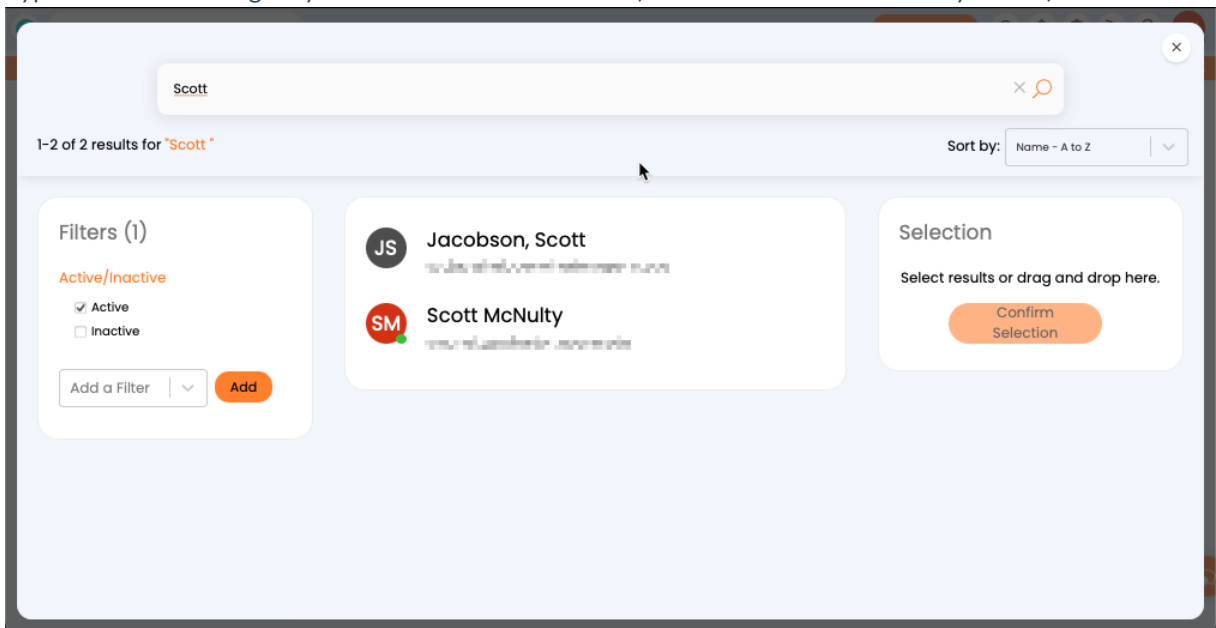 Scott
1-2 of 2 results for "Scott "
Sort by: Name - A to Z
Filters (1)
Active/Inactive
Active
Inactive
Add a Filter
Add
JS
Jacobson, Scott
SM
Scott McNulty
Selection
Select results or drag and drop here.
Confirm
Selection